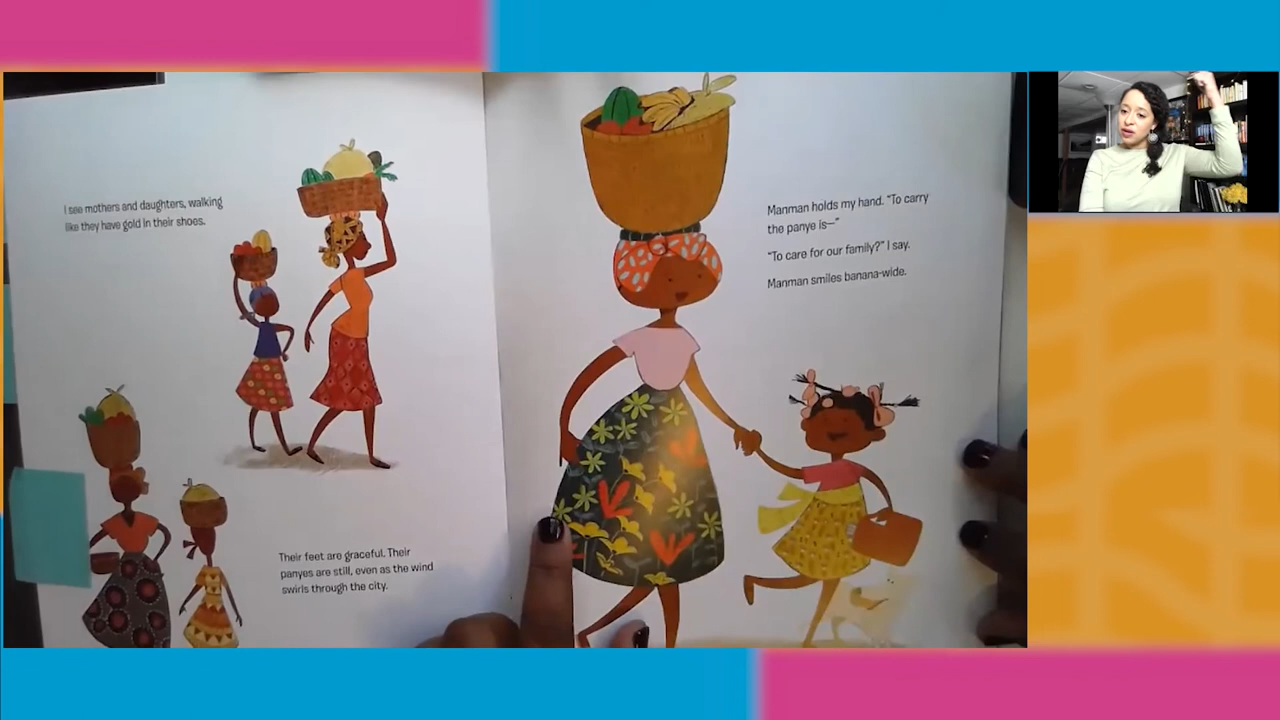 I see mothers and daughters, walking
like they have gold in their shoes.
Their feet are graceful. Their
panyes are still, even as the wind
swirls through the city.
Manman holds my hand. “To carry
the panye is—”
“To care for our family?” I say.
Manman smiles banana-wide.